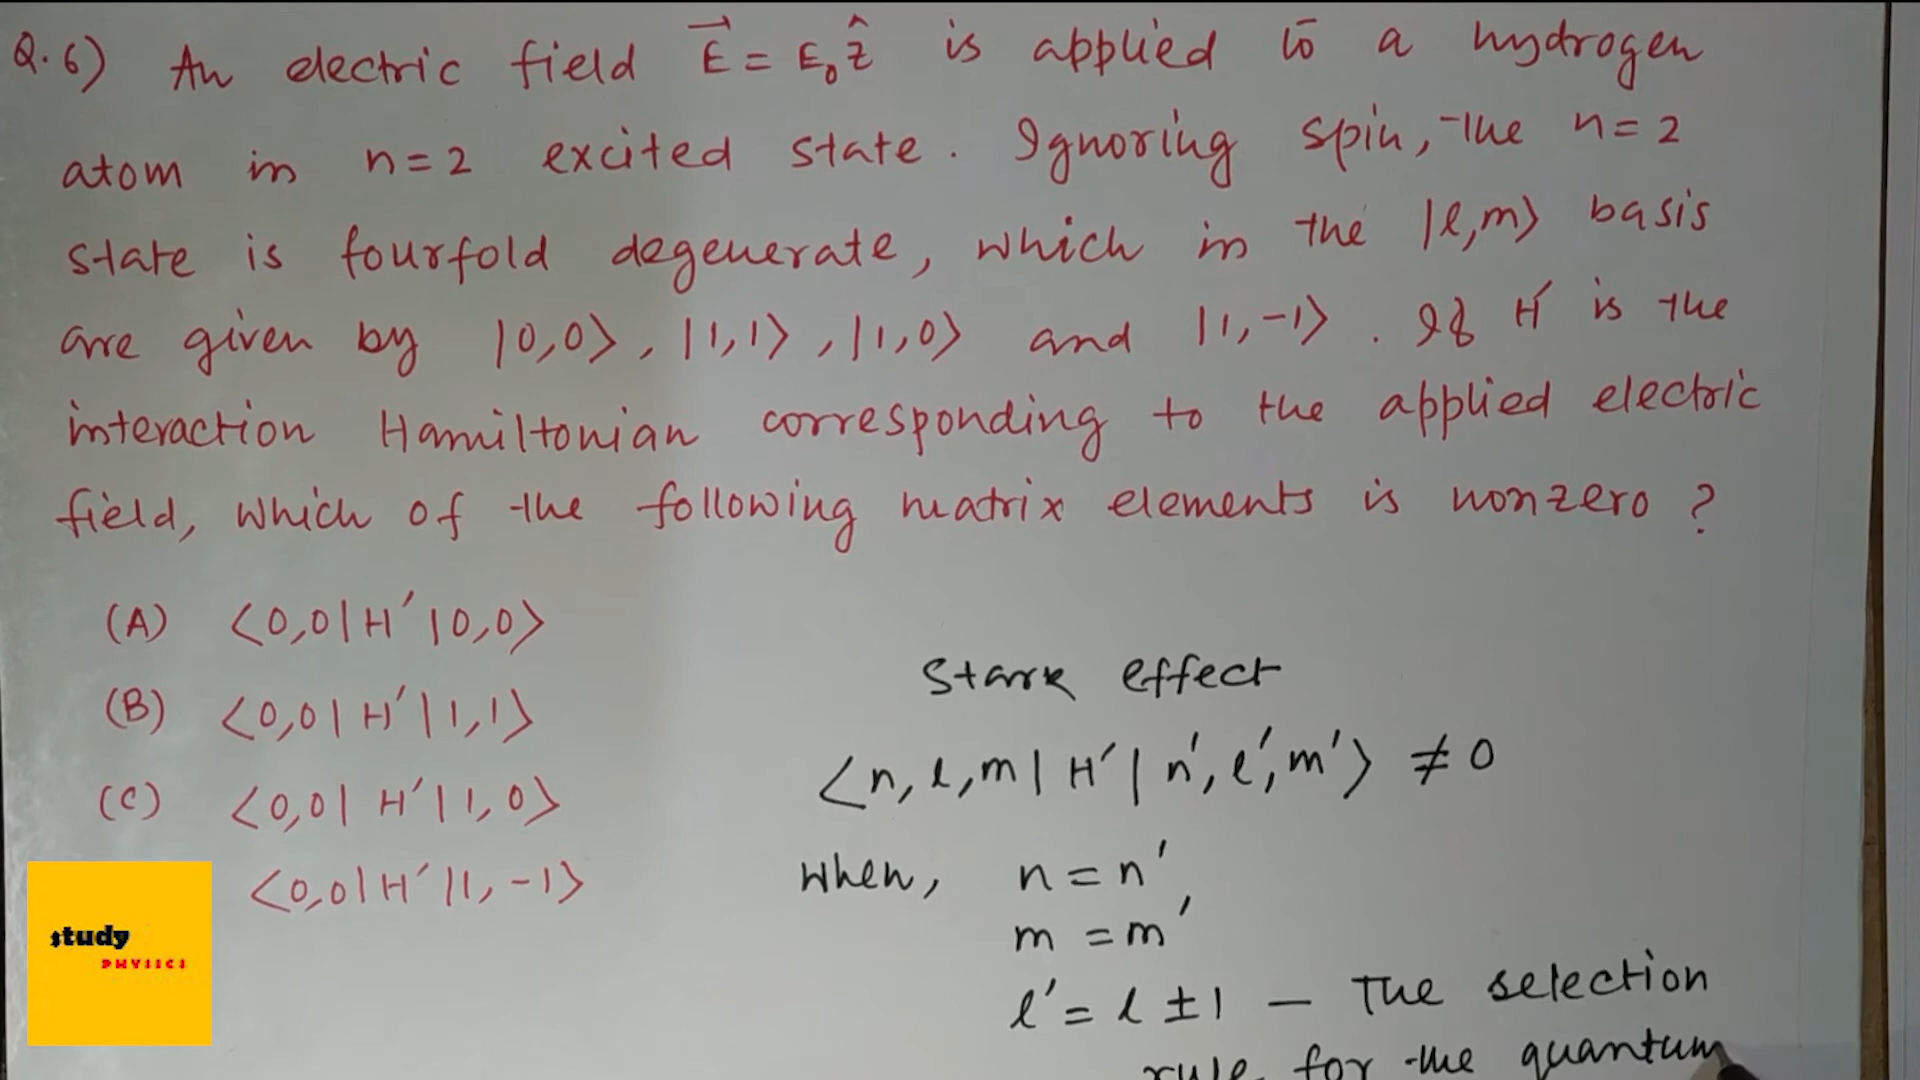 Q.6) An electric field \vec{E} = E₀ẑ is applied to a hydrogen
atom in n=2 excited state. Ignoring spin, the n=2
state is fourfold degenerate, which in the |l,m⟩ basis
are given by |0,0⟩, |1,1⟩, |1,0⟩ and |1,-1⟩. If H′ is the
interaction Hamiltonian corresponding to the applied electric
field, which of the following matrix elements is nonzero?
(A) ⟨0,0|H′|0,0⟩
(B) ⟨0,0|H′|1,1⟩
(C) ⟨0,0|H′|1,0⟩
⟨0,0|H′|1,-1⟩
Stark effect
⟨n,l,m|H′|n′,l′,m′⟩ ≠ 0
when, n=n′,
m=m′
l′=l±1 — The selection
rule for the quantum
study
PHYSICS